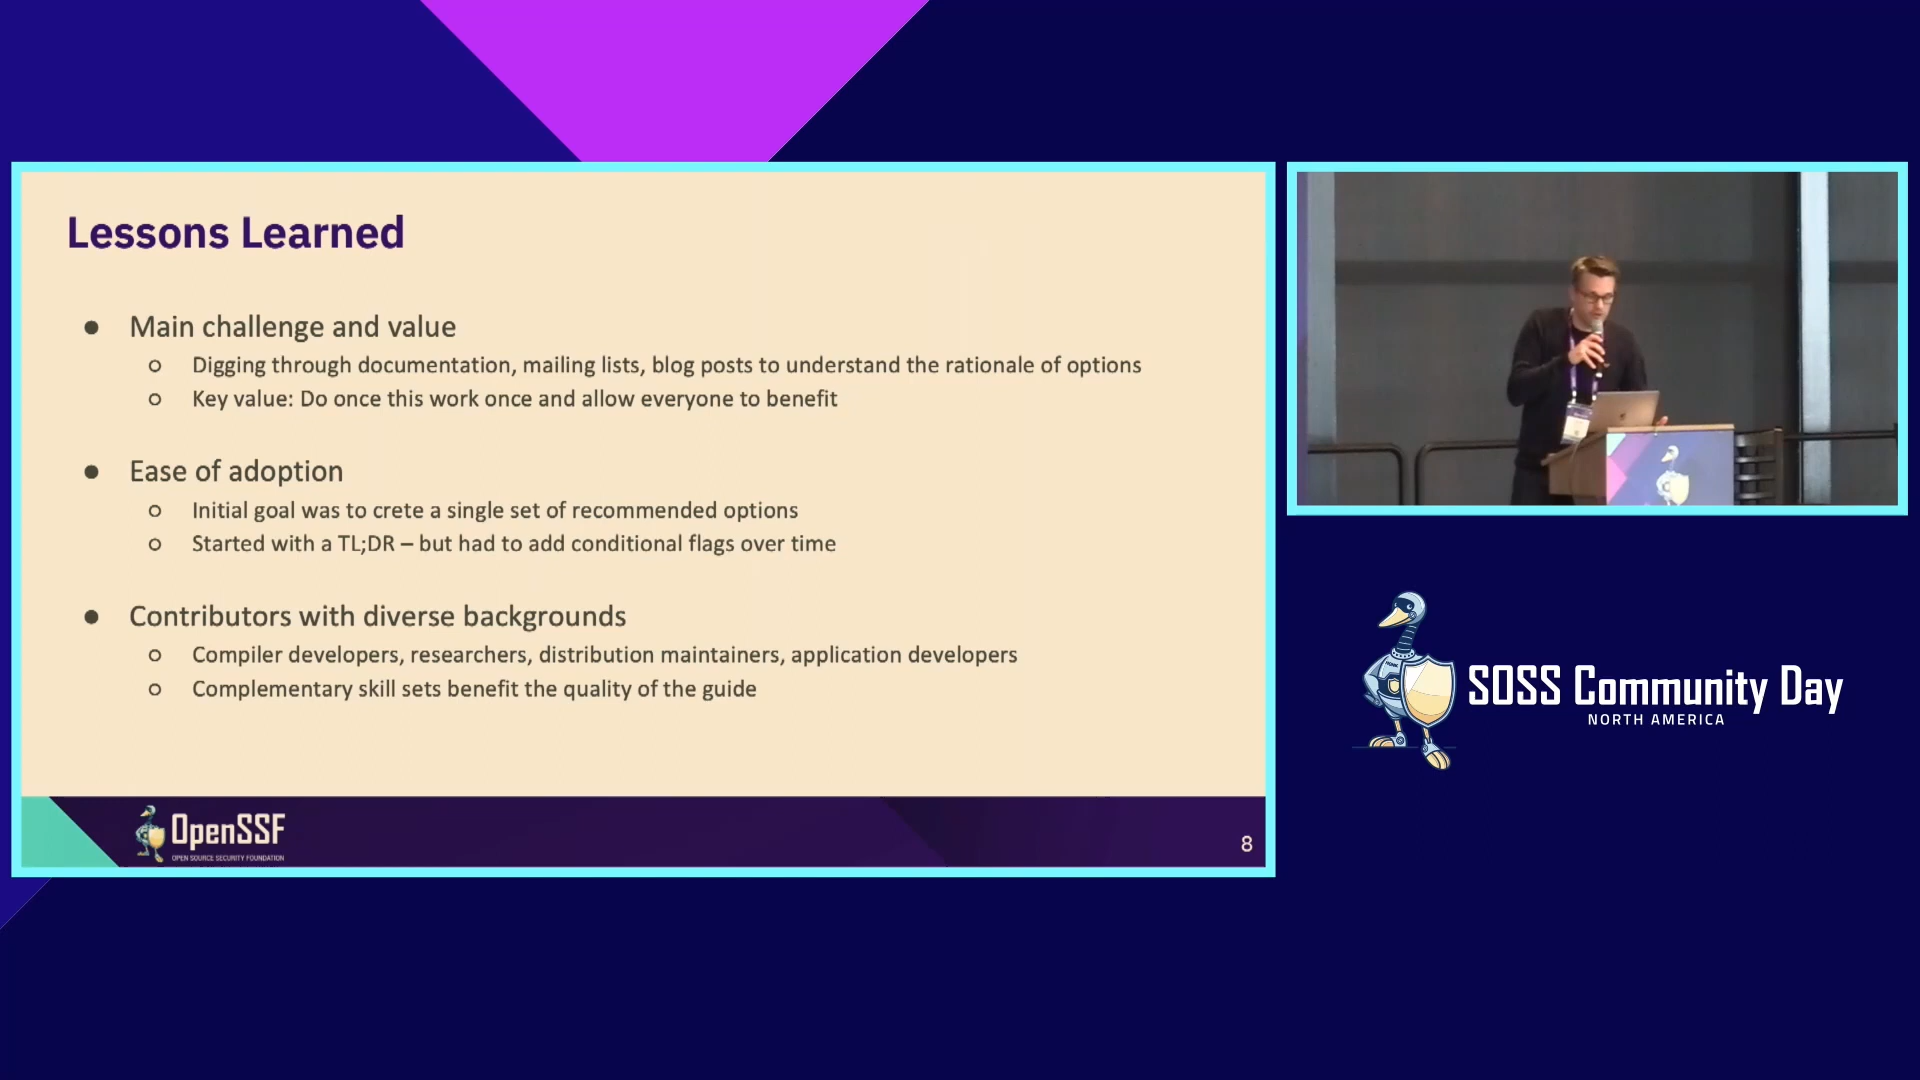 Lessons Learned
Main challenge and value
Digging through documentation, mailing lists, blog posts to understand the rationale of options
Key value: Do once this work once and allow everyone to benefit
Ease of adoption
Initial goal was to crete a single set of recommended options
Started with a TL;DR – but had to add conditional flags over time
Contributors with diverse backgrounds
Compiler developers, researchers, distribution maintainers, application developers
Complementary skill sets benefit the quality of the guide
OpenSSF
OPEN SOURCE SECURITY FOUNDATION
8
SOSS Community Day
NORTH AMERICA